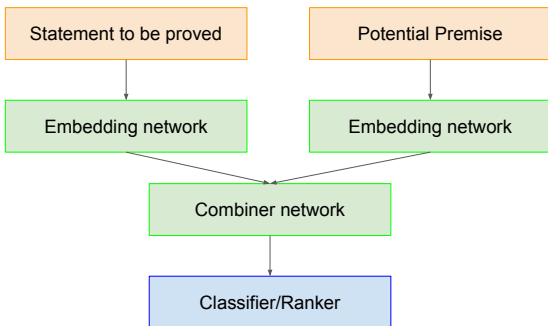 Statement to be proved
Potential Premise
Embedding network
Embedding network
Combiner network
Classifier/Ranker